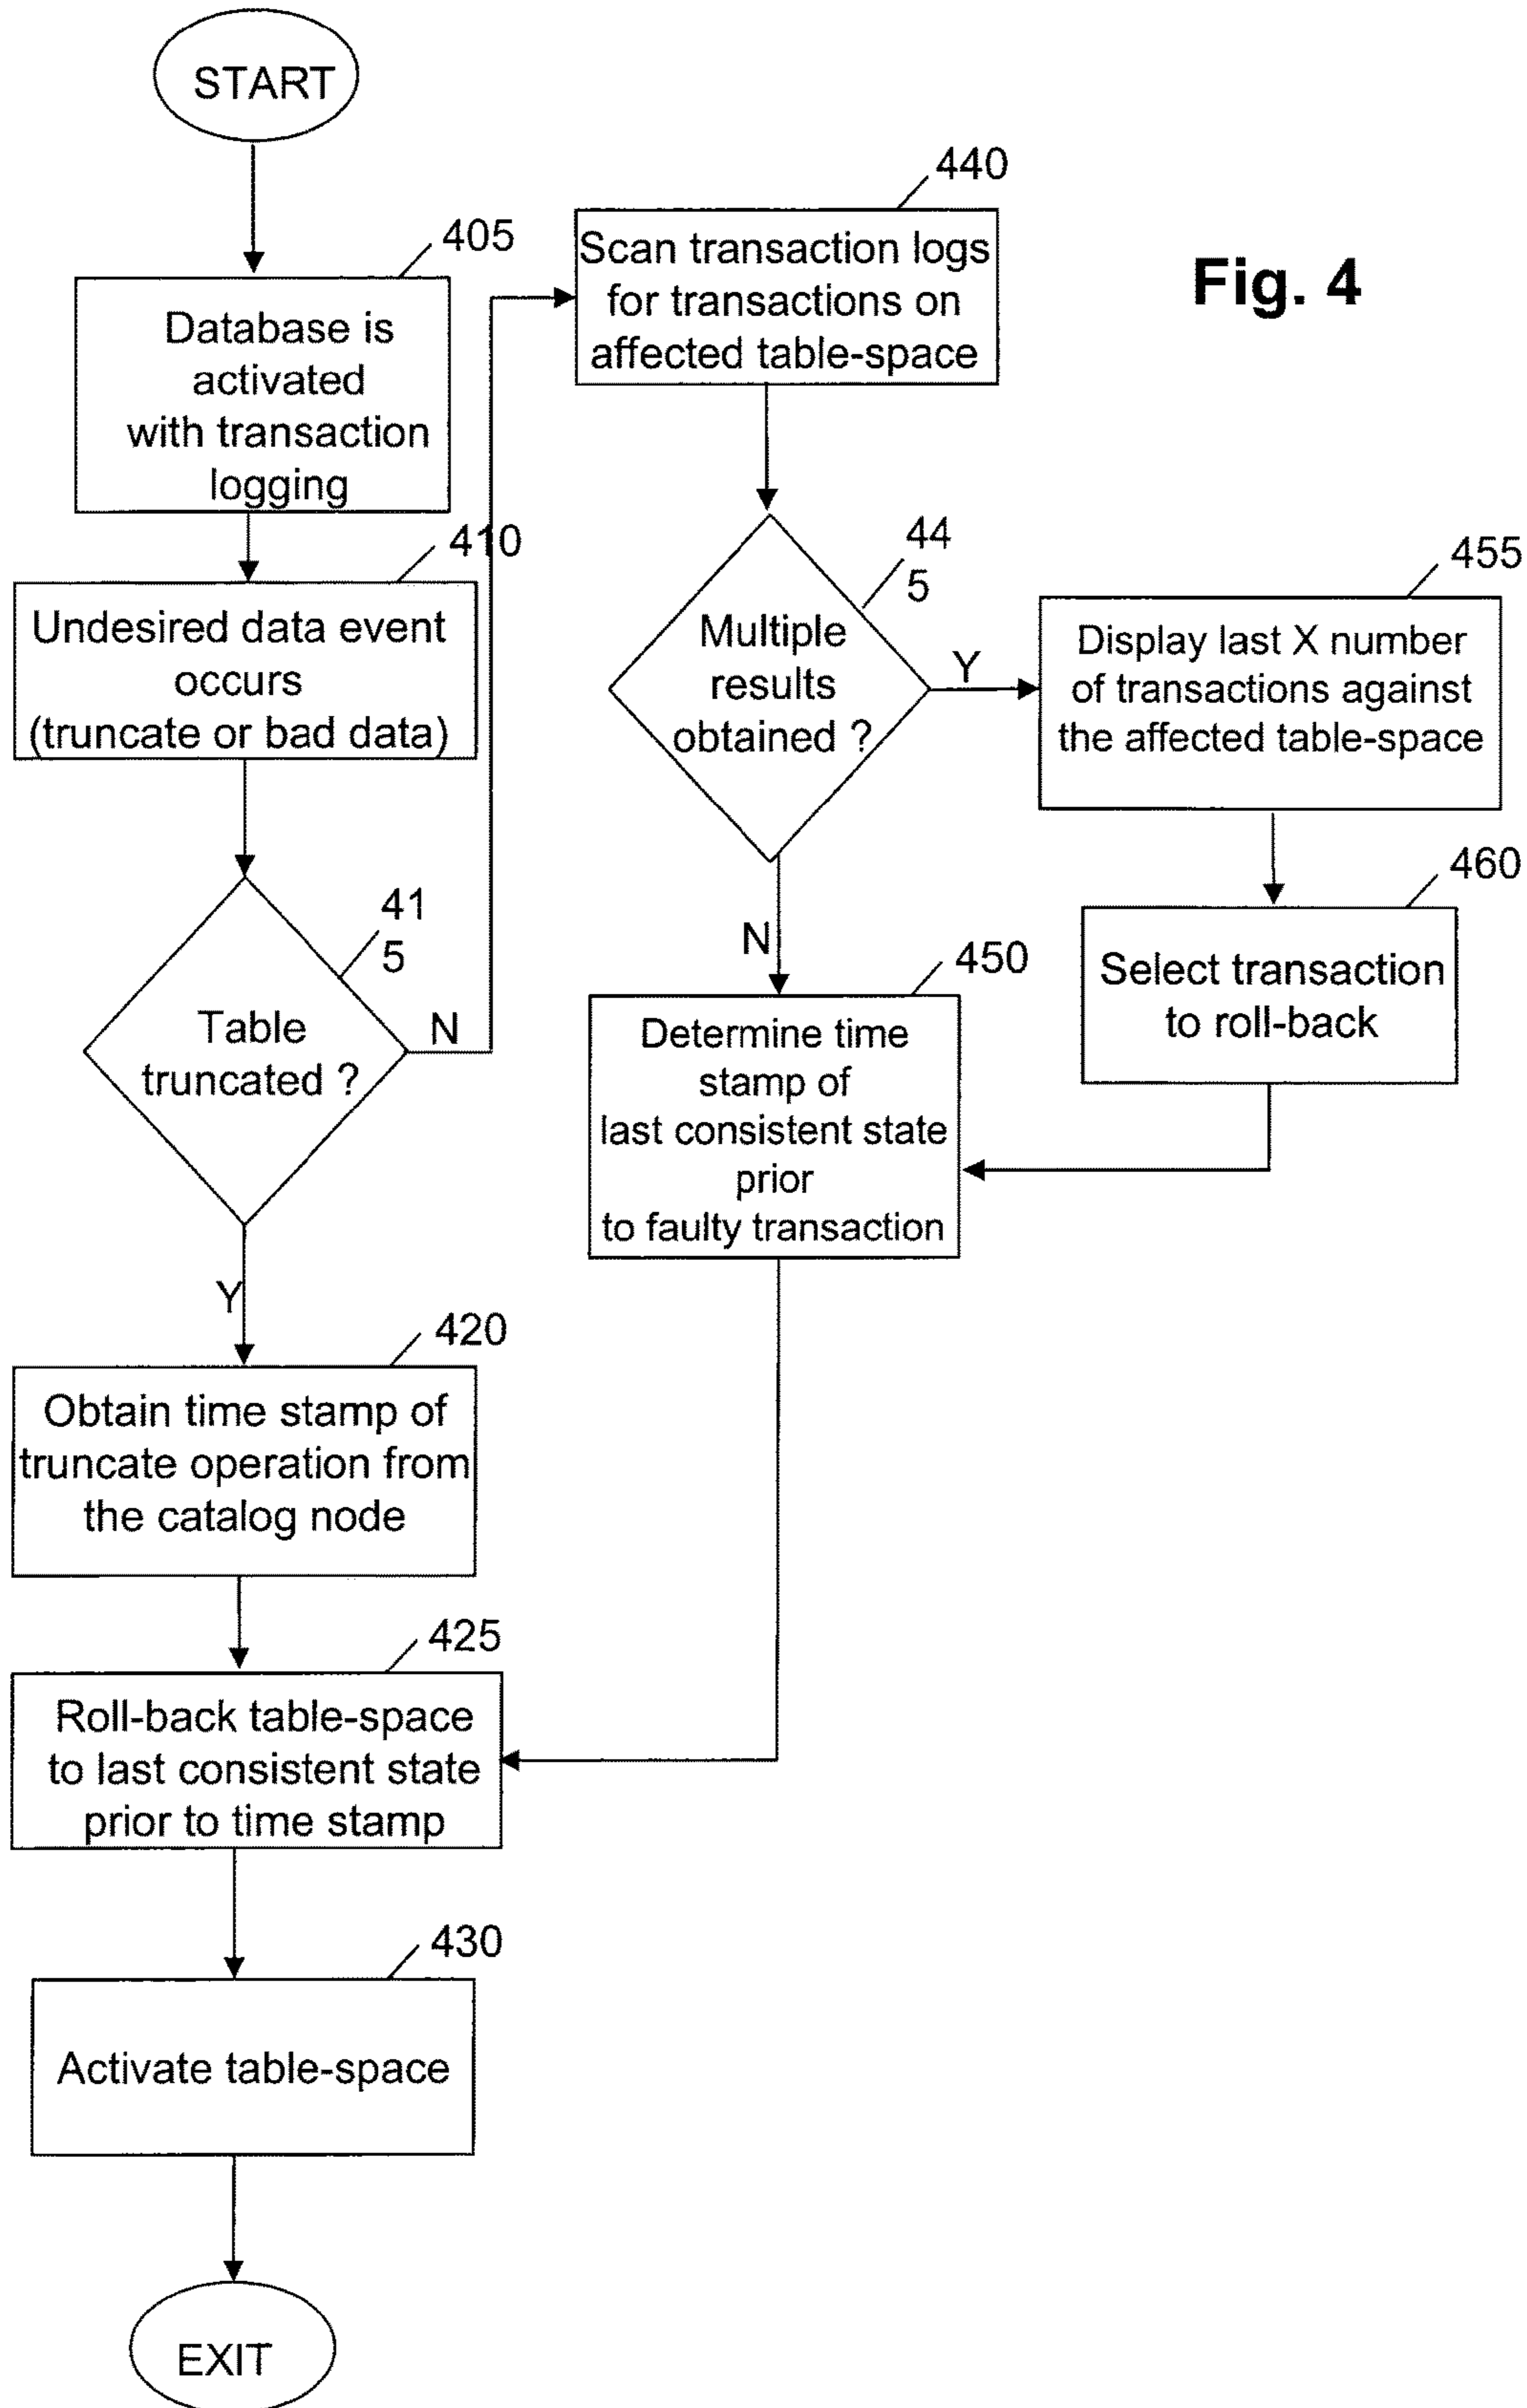 START
405
Database is
activated
with transaction
logging
410
Undesired data event
occurs
(truncate or bad data)
41
5
Table
truncated ?
N
Y
420
Obtain time stamp of
truncate operation from
the catalog node
425
Roll-back table-space
to last consistent state
prior to time stamp
430
Activate table-space
EXIT
440
Scan transaction logs
for transactions on
affected table-space
44
5
Multiple
results
obtained ?
Y
N
450
Determine time
stamp of
last consistent state
prior
to faulty transaction
Fig. 4
455
Display last X number
of transactions against
the affected table-space
460
Select transaction
to roll-back